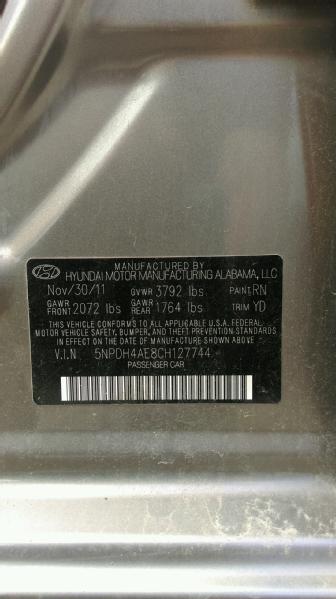 MANUFACTURED BY
HYUNDAI MOTOR MANUFACTURING ALABAMA, LLC
Nov/30/11 GVWR 3792 lbs PAINT RN
GAWR FRONT 2072 lbs GAWR REAR 1764 lbs TRIM YD
THIS VEHICLE CONFORMS TO ALL APPLICABLE U.S.A. FEDERAL
MOTOR VEHICLE SAFETY, BUMPER, AND THEFT PREVENTION STANDARDS
IN EFFECT ON THE DATE OF MANUFACTURE SHOWN ABOVE.
V.I.N 5NPDH4AE8CH127744
PASSENGER CAR